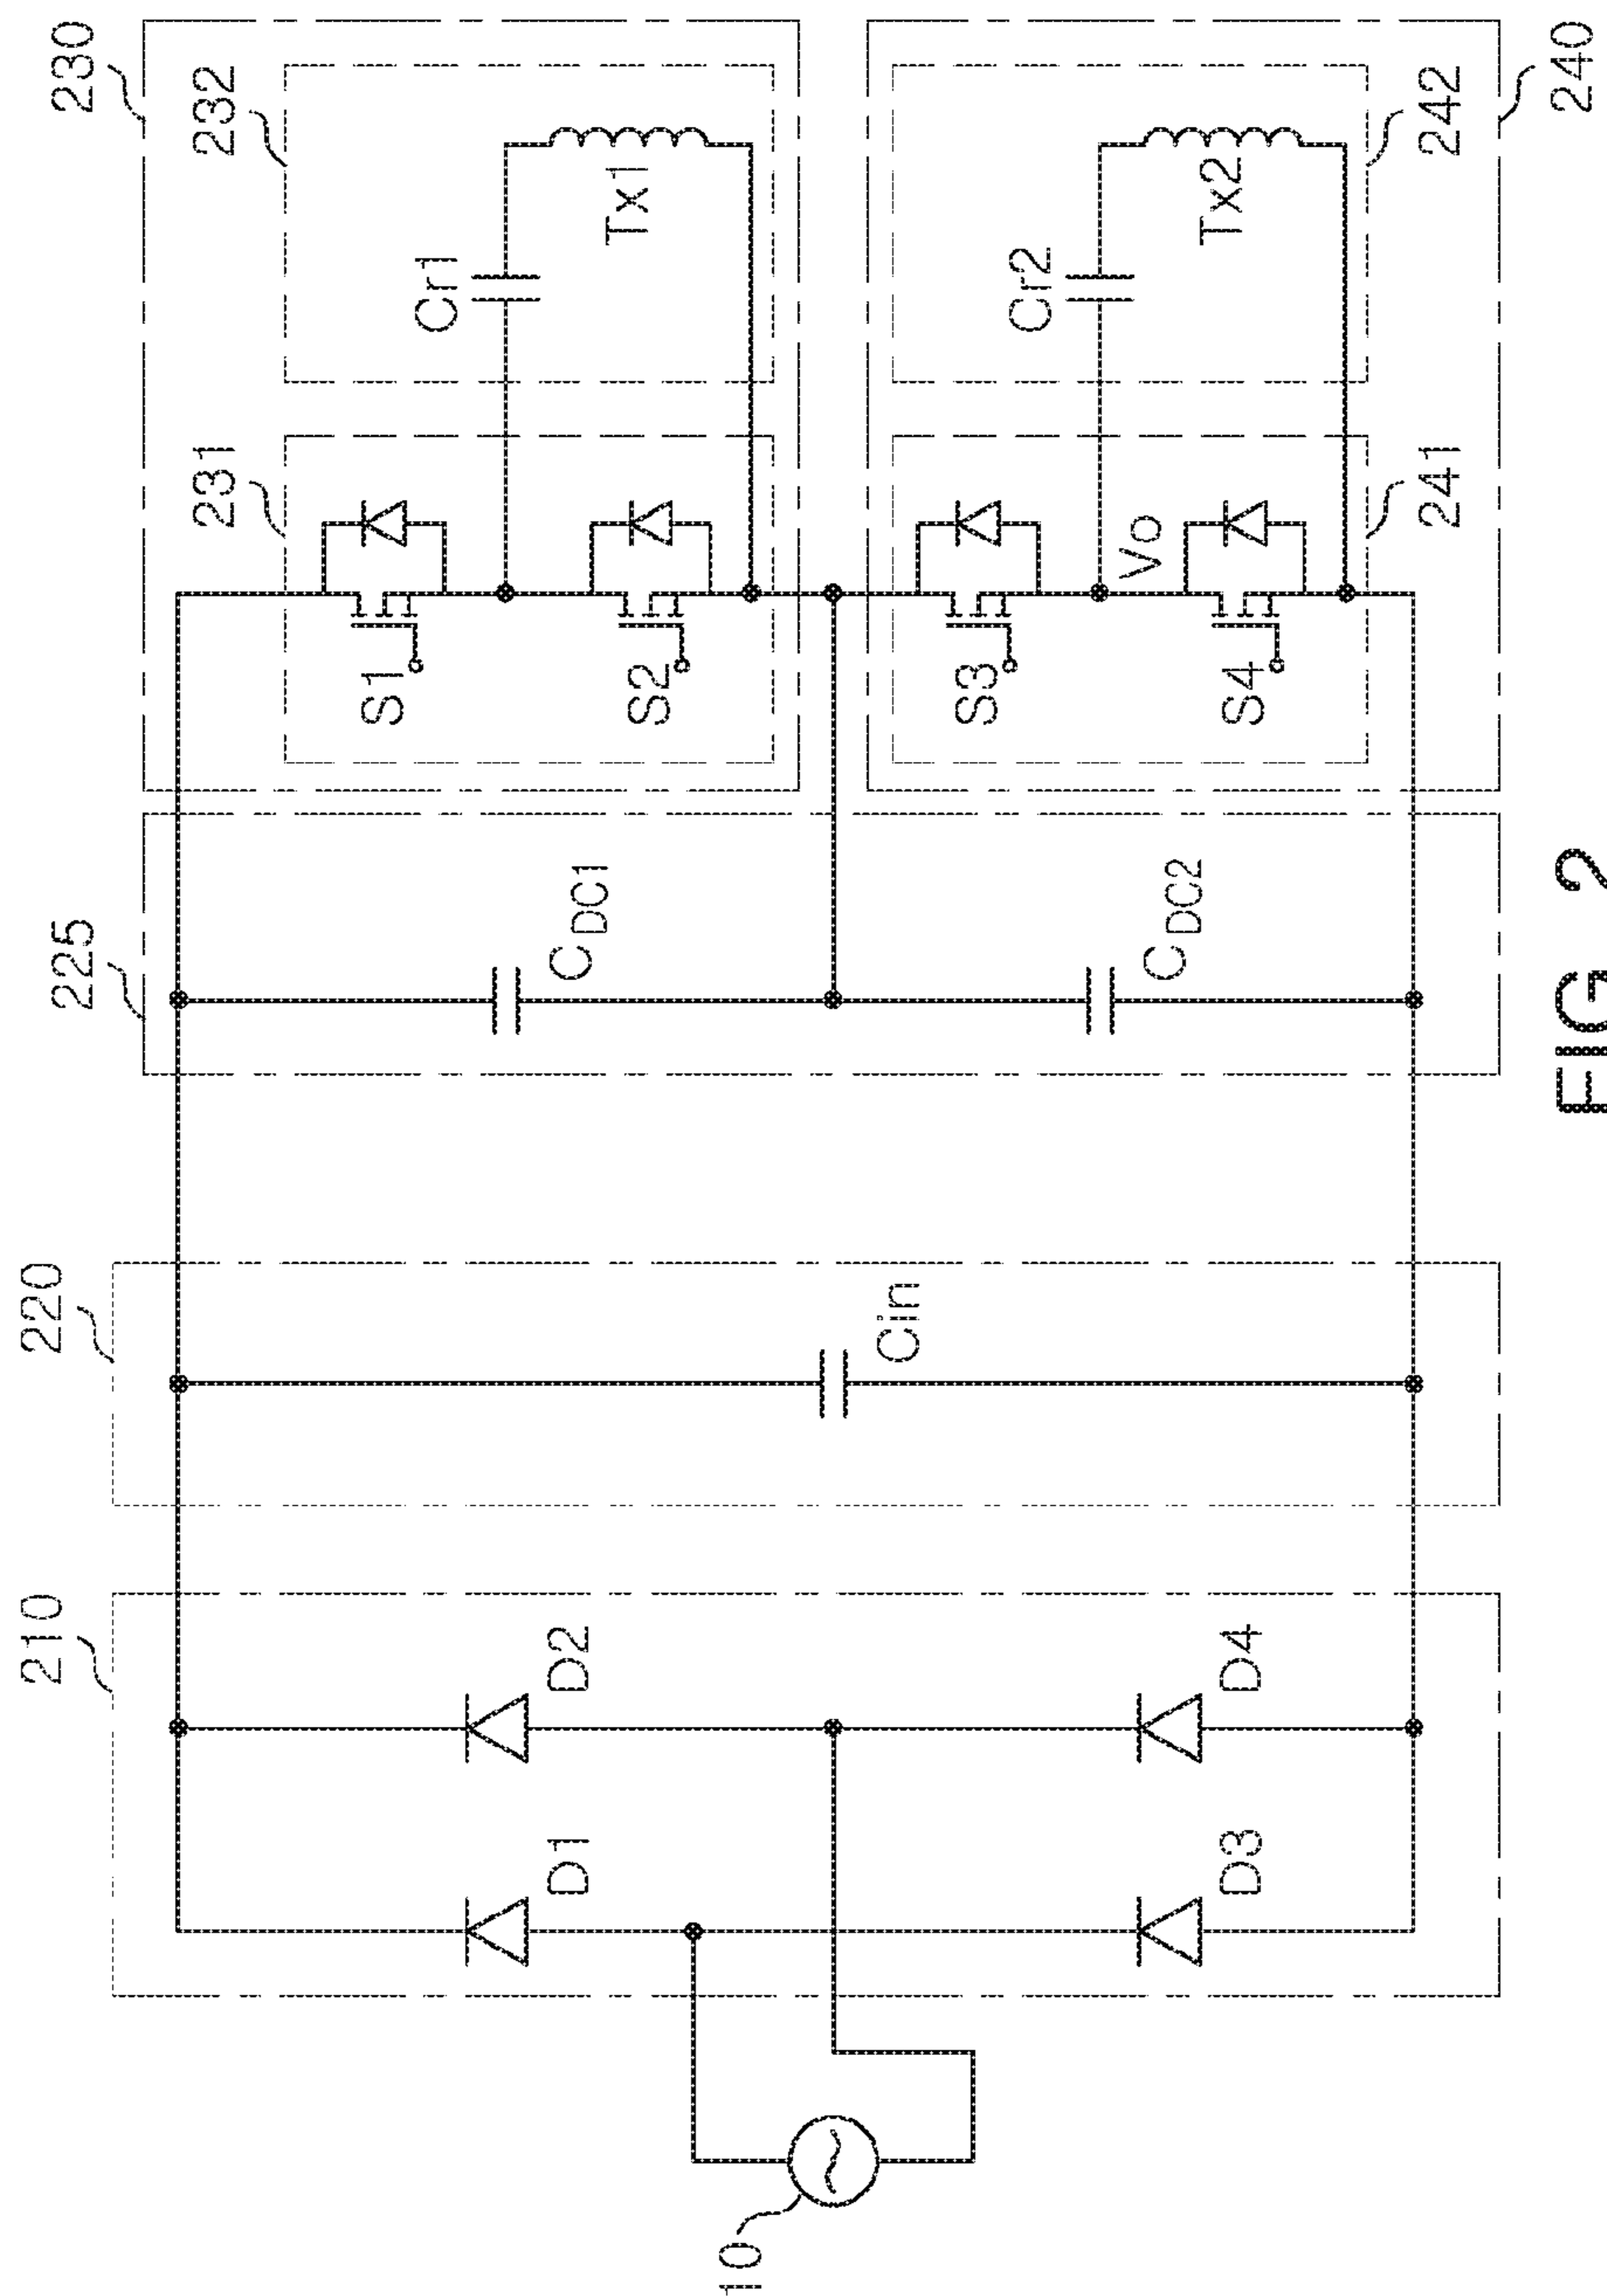 230
232
Cr1
Tx1
231
S1
S2
240
242
Cr2
Tx2
241
Vo
S3
S4
225
CDC1
CDC2
220
Cin
210
D2
D4
D1
D3
10
FIG 2